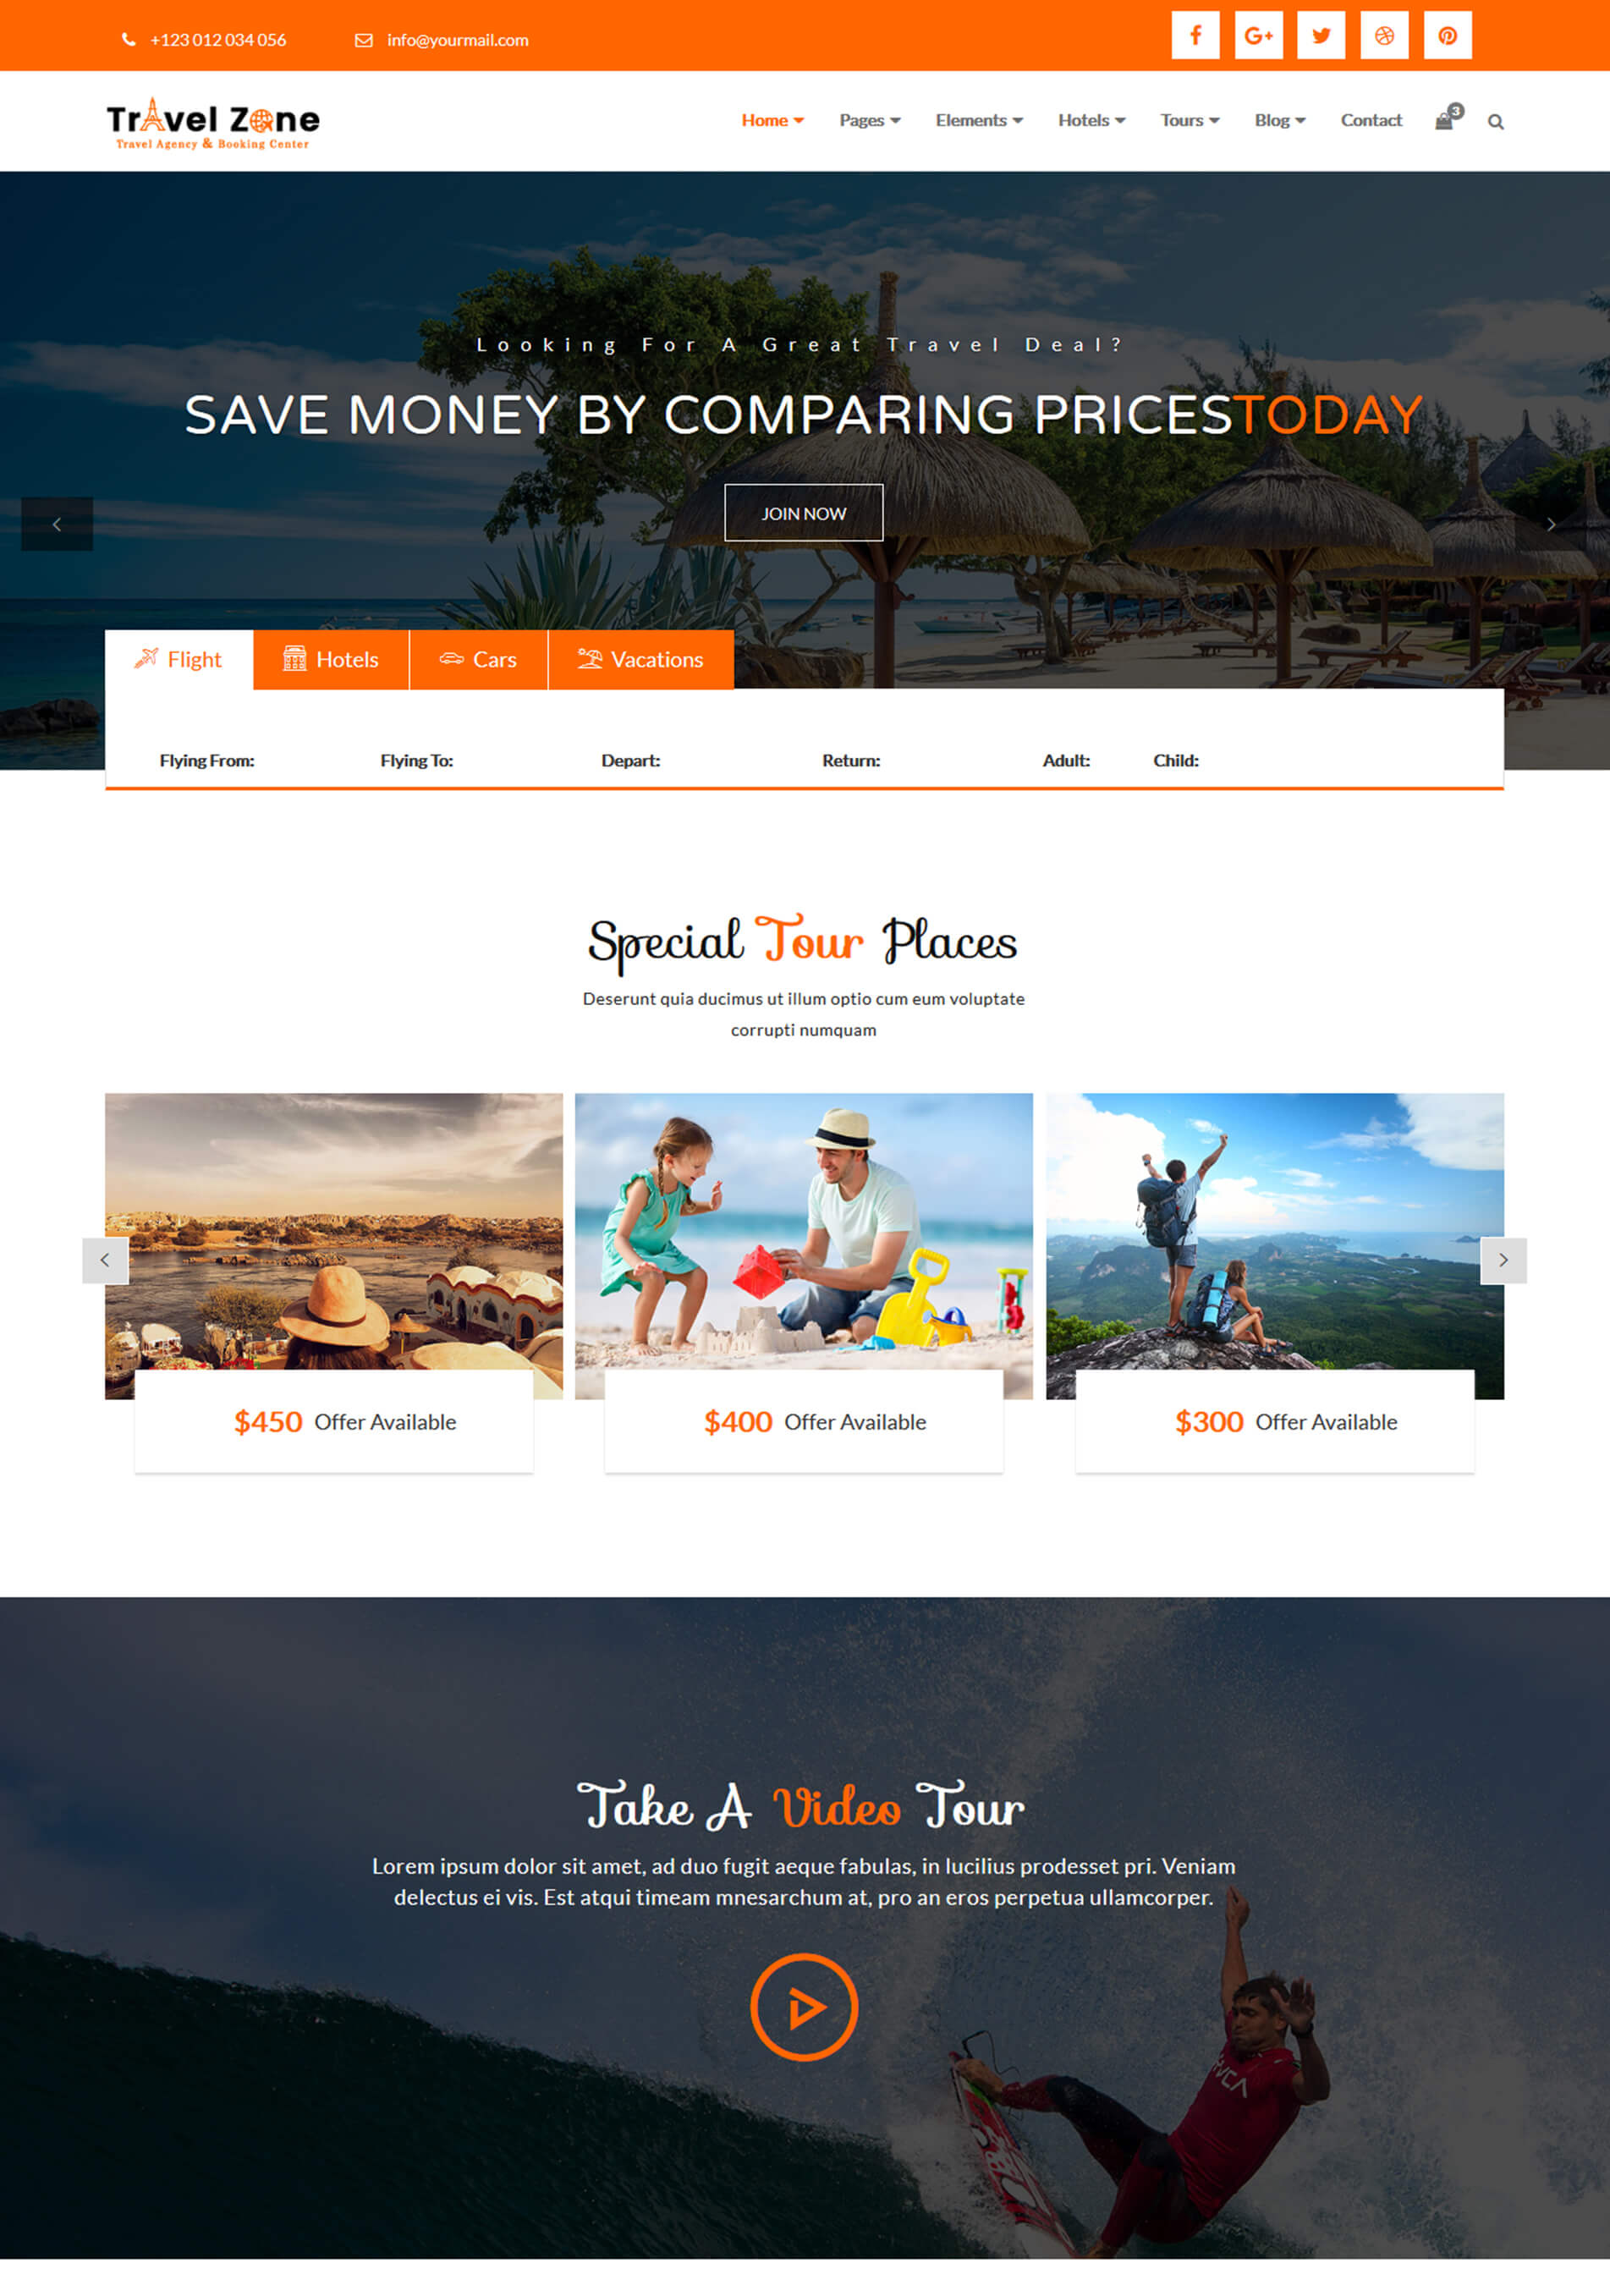 +123 012 034 056
info@yourmail.com
G+
TrAvel Zone
Travel Agency & Booking Center
Home
Pages
Elements
Hotels
Tours
Blog
Contact
3
Looking For A Great Travel Deal?
SAVE MONEY BY COMPARING PRICESTODAY
JOIN NOW
Flight
Hotels
Cars
Vacations
Flying From:
Flying To:
Depart:
Return:
Adult:
Child:
Special Tour Places
Deserunt quia ducimus ut illum optio cum eum voluptate
corrupti numquam
$450 Offer Available
$400 Offer Available
$300 Offer Available
Take A Video Tour
Lorem ipsum dolor sit amet, ad duo fugit aeque fabulas, in lucilius prodesset pri. Veniam
delectus ei vis. Est atqui timeam mnesarchum at, pro an eros perpetua ullamcorper.